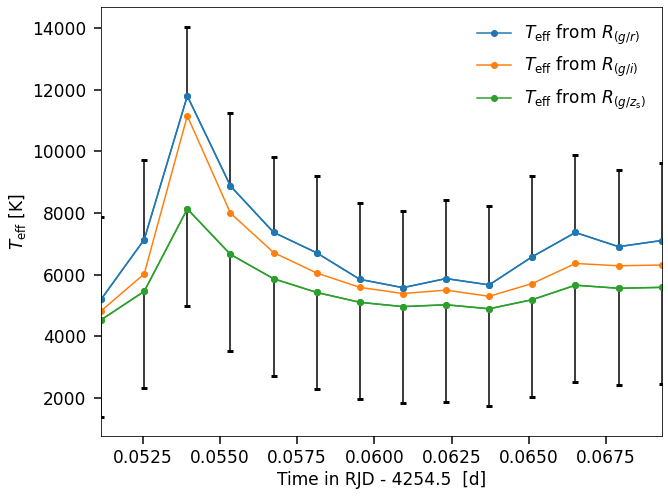 14000
12000
10000
8000
6000
4000
2000
T_eff [K]
T_eff from R_(g/r)
T_eff from R_(g/i)
T_eff from R_(g/z_s)
0.0525 0.0550 0.0575 0.0600 0.0625 0.0650 0.0675
Time in RJD - 4254.5 [d]